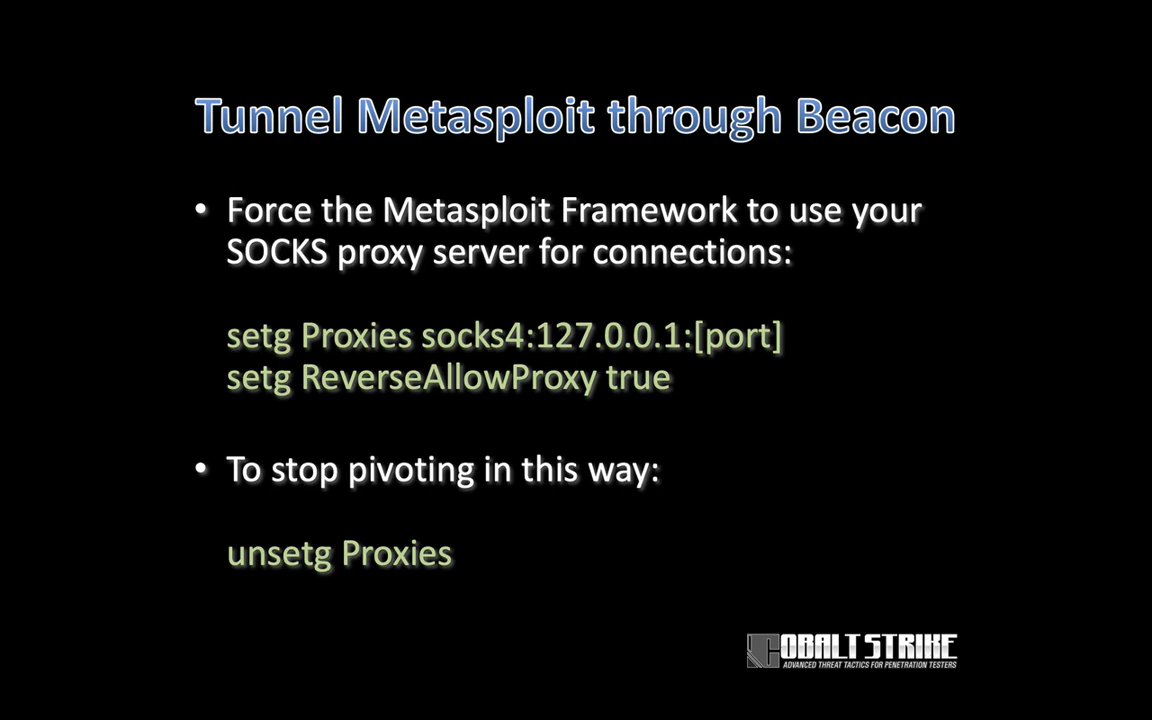 Tunnel Metasploit through Beacon
• Force the Metasploit Framework to use your
SOCKS proxy server for connections:
setg Proxies socks4:127.0.0.1:[port]
setg ReverseAllowProxy true
• To stop pivoting in this way:
unsetg Proxies
COBALT STRIKE
ADVANCED THREAT TACTICS FOR PENETRATION TESTERS